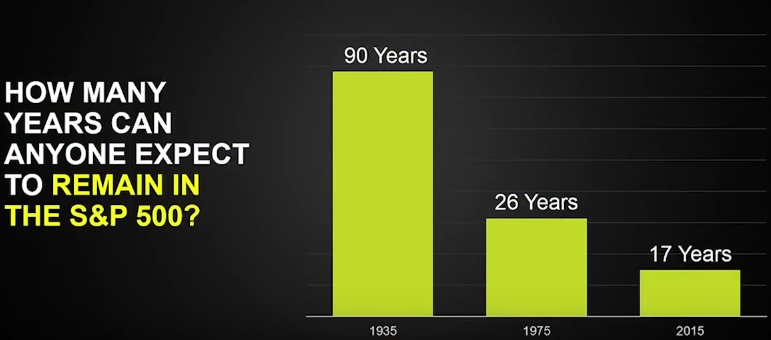 HOW MANY
YEARS CAN
ANYONE EXPECT
TO REMAIN IN
THE S&P 500?
90 Years
26 Years
17 Years
1935
1975
2015